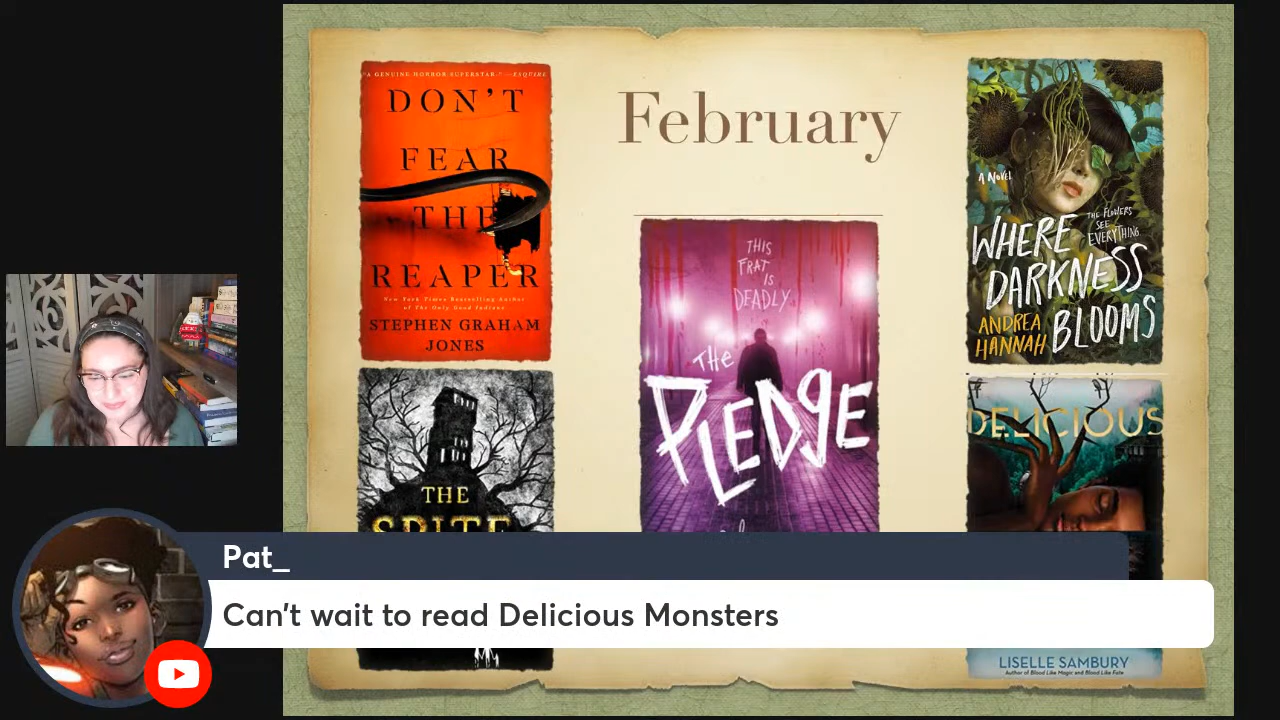 "A GENUINE HORROR SUPERSTAR." —ESQUIRE
DON'T
FEAR
THE
REAPER
New York Times Bestselling Author
of The Only Good Indians
STEPHEN GRAHAM
JONES
THE
SPITE
February
THIS
FRAT
IS
DEADLY
THE
PLEDGE
A NOVEL
WHERE
THE FLOWERS
SEE
EVERYTHING.
DARKNESS
BLOOMS
ANDREA
HANNAH
DELICIOUS
LISELLE SAMBURY
Author of Blood Like Magic and Blood Like Fate
Pat_
Can't wait to read Delicious Monsters